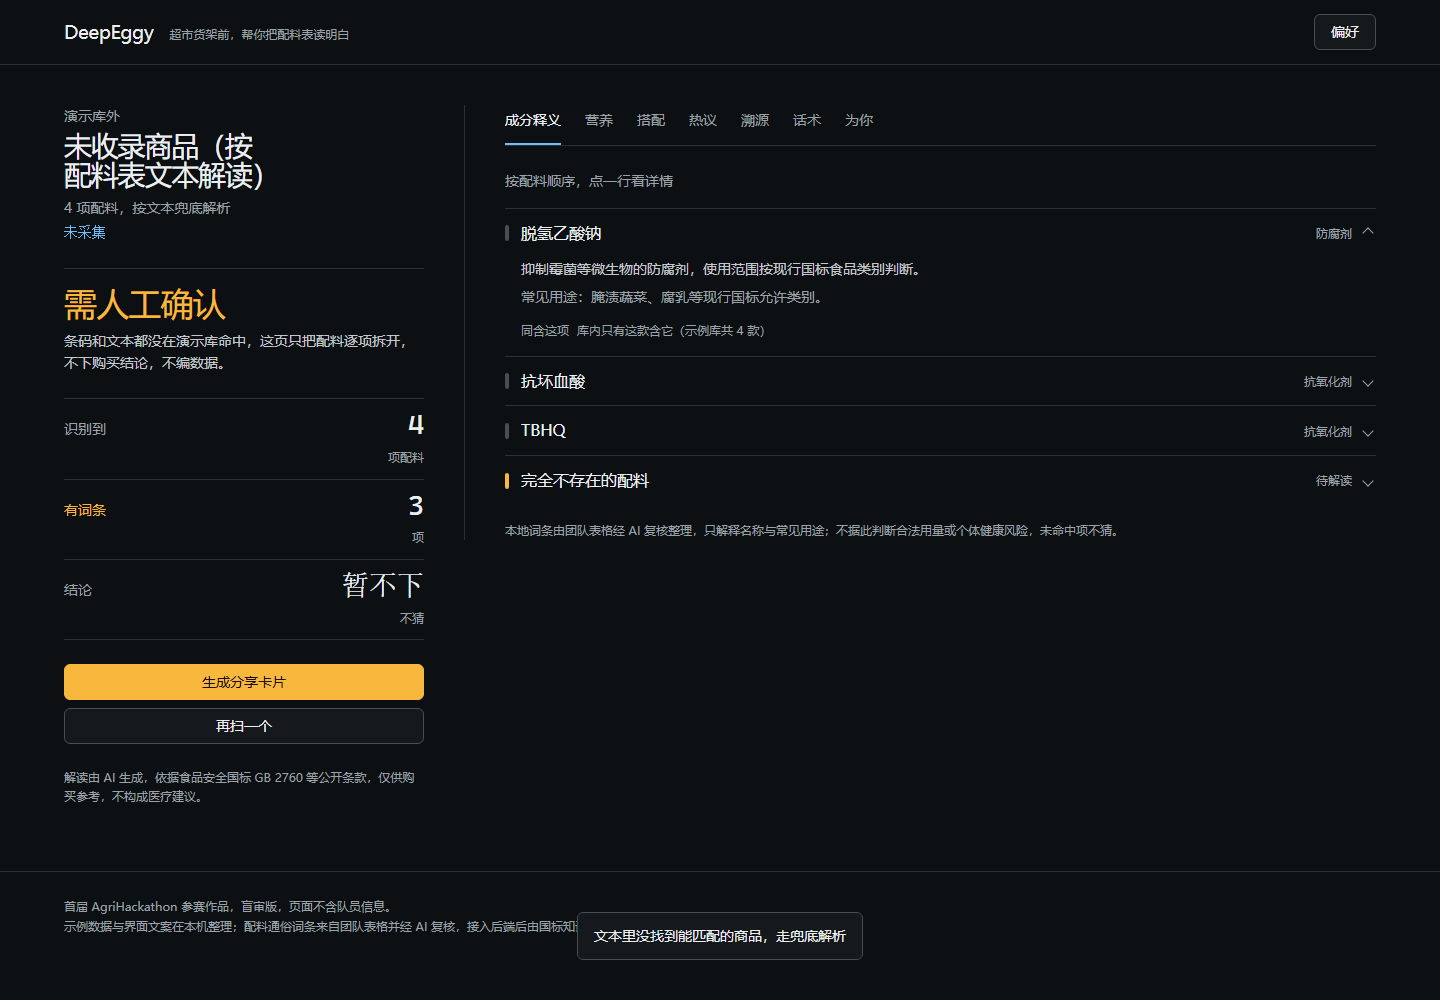 DeepEggy 超市货架前，帮你把配料表读明白
偏好
演示库外
未收录商品（按
配料表文本解读）
4 项配料，按文本兜底解析
未采集
需人工确认
条码和文本都没在演示库命中，这页只把配料逐项拆开，
不下购买结论，不编数据。
识别到 4
项配料
有词条 3
项
结论 暂不下
不猜
生成分享卡片
再扫一个
解读由 AI 生成，依据食品安全国标 GB 2760 等公开条款，仅供购
买参考，不构成医疗建议。
成分释义 营养 搭配 热议 溯源 话术 为你
按配料顺序，点一行看详情
脱氢乙酸钠 防腐剂
抑制霉菌等微生物的防腐剂，使用范围按现行国标食品类别判断。
常见用途：腌渍蔬菜、腐乳等现行国标允许类别。
同含这项 库内只有这款含它（示例库共 4 款）
抗坏血酸 抗氧化剂
TBHQ 抗氧化剂
完全不存在的配料 待解读
本地词条由团队表格经 AI 复核整理，只解释名称与常见用途；不据此判断合法用量或个体健康风险，未命中项不猜。
首届 AgriHackathon 参赛作品，盲审版，页面不含队员信息。
示例数据与界面文案在本机整理；配料通俗词条来自团队表格并经 AI 复核，接入后端后由国标知
文本里没找到能匹配的商品，走兜底解析